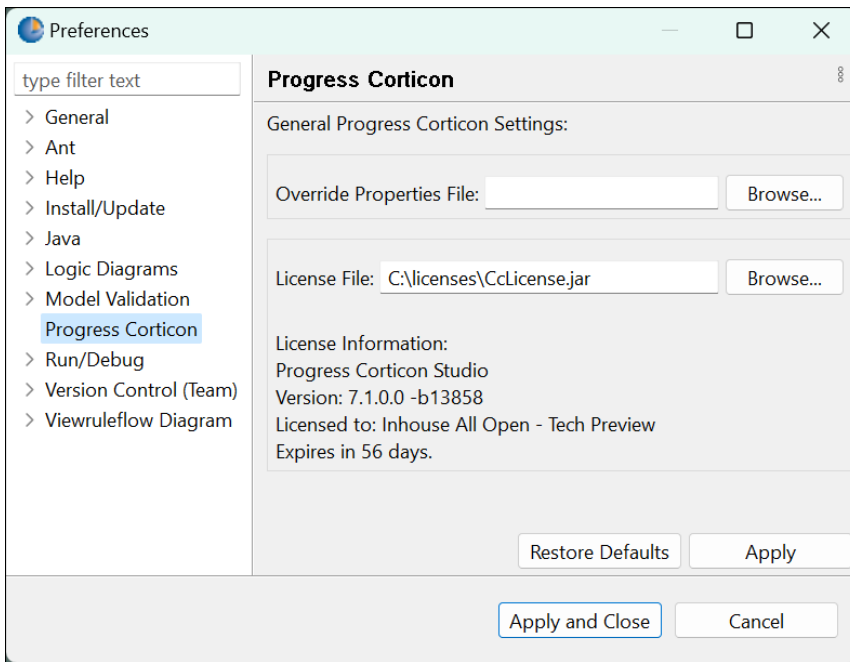 Preferences
type filter text
General
Ant
Help
Install/Update
Java
Logic Diagrams
Model Validation
Progress Corticon
Run/Debug
Version Control (Team)
Viewruleflow Diagram
Progress Corticon
General Progress Corticon Settings:
Override Properties File:
Browse...
License File: C:\licenses\CcLicense.jar
Browse...
License Information:
Progress Corticon Studio
Version: 7.1.0.0 -b13858
Licensed to: Inhouse All Open - Tech Preview
Expires in 56 days.
Restore Defaults
Apply
Apply and Close
Cancel